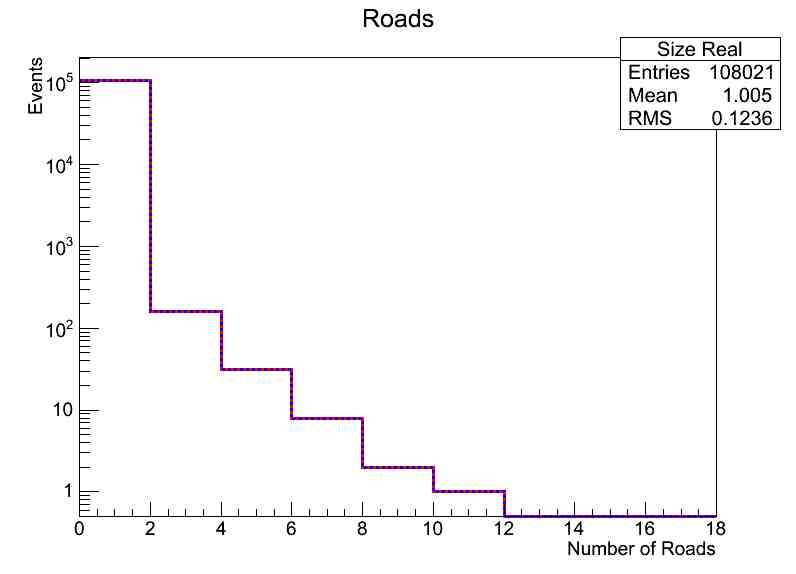 Roads
Size Real
Entries 108021
Mean 1.005
RMS 0.1236
Events
10^5
10^4
10^3
10^2
10
1
0 2 4 6 8 10 12 14 16 18
Number of Roads